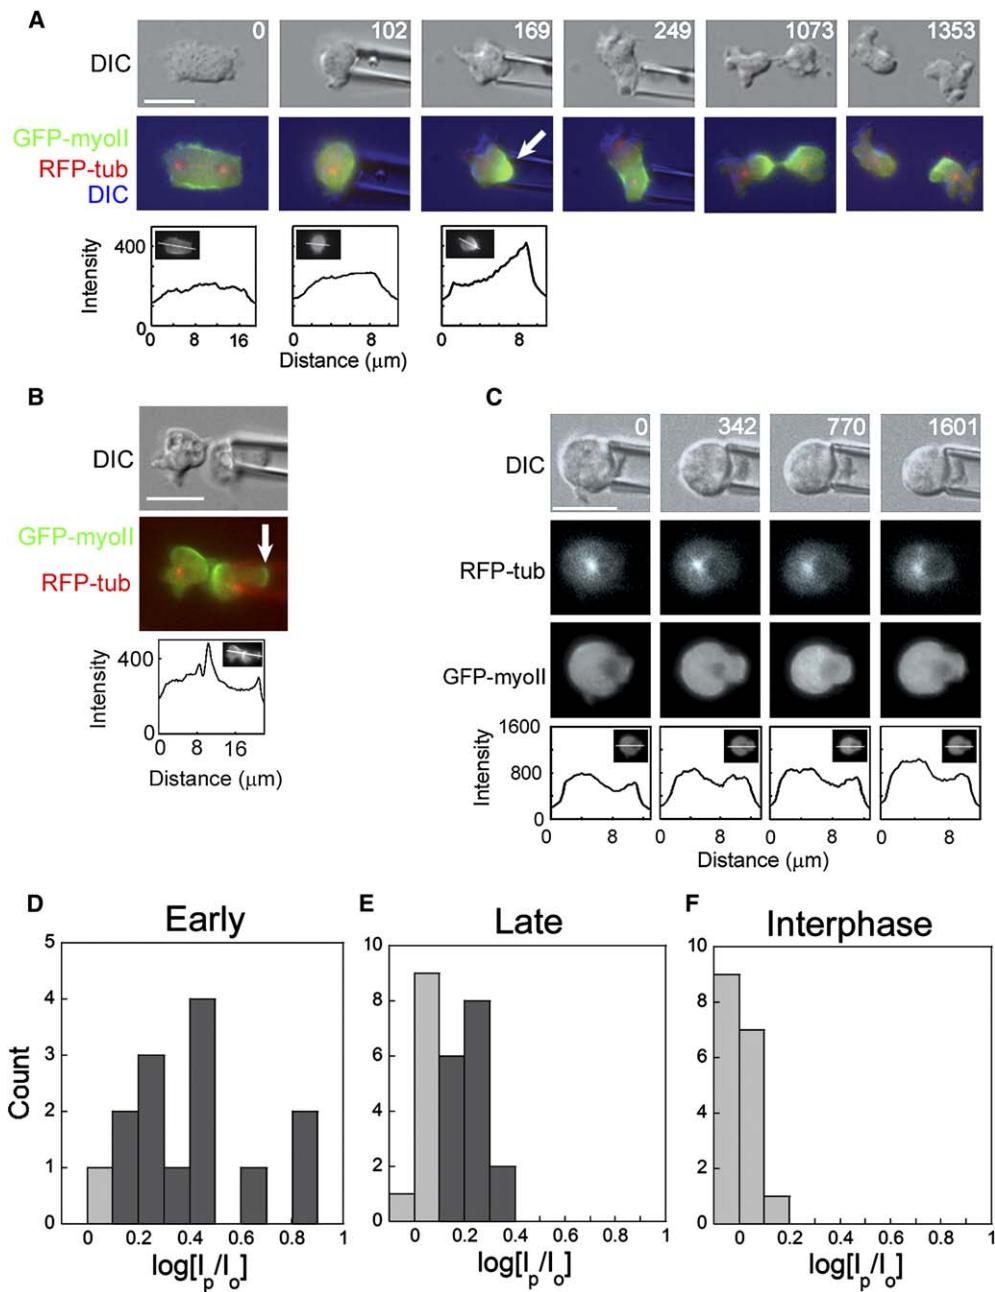 A
DIC
0
102
169
249
1073
1353
GFP-myoII
RFP-tub
DIC
Intensity
400
0
0 8 16
0 8
0 8
Distance (μm)
B
DIC
GFP-myoII
RFP-tub
Intensity
400
0
0 8 16
Distance (μm)
C
DIC
0
342
770
1601
RFP-tub
GFP-myoII
Intensity
1600
800
0
0 8
0 8
0 8
0 8
Distance (μm)
D
Early
Count
5
4
3
2
1
0
0 0.2 0.4 0.6 0.8 1
log[Ip/Io]
E
Late
10
8
6
4
2
0
0 0.2 0.4 0.6 0.8 1
log[Ip/Io]
F
Interphase
10
8
6
4
2
0
0 0.2 0.4 0.6 0.8 1
log[Ip/Io]